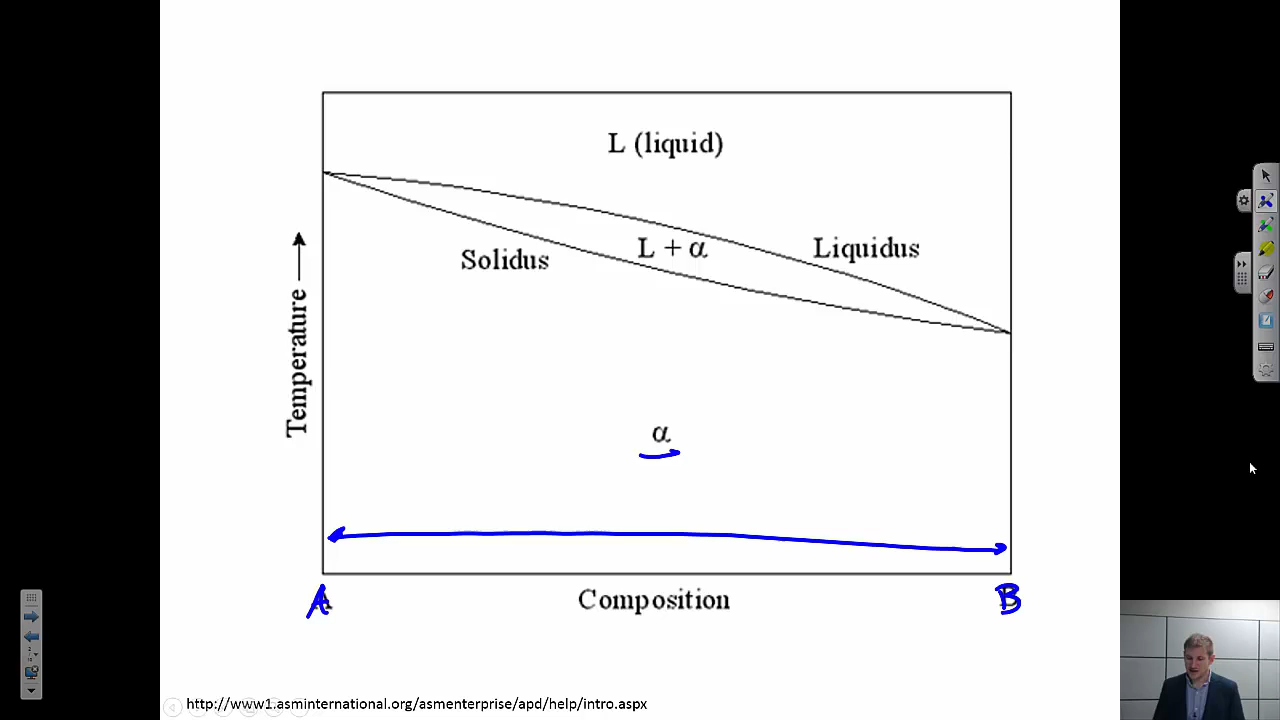 L (liquid)
L + α
Liquidus
Solidus
Temperature
α
A
B
Composition
http://www1.asminternational.org/asmenterprise/apd/help/intro.aspx